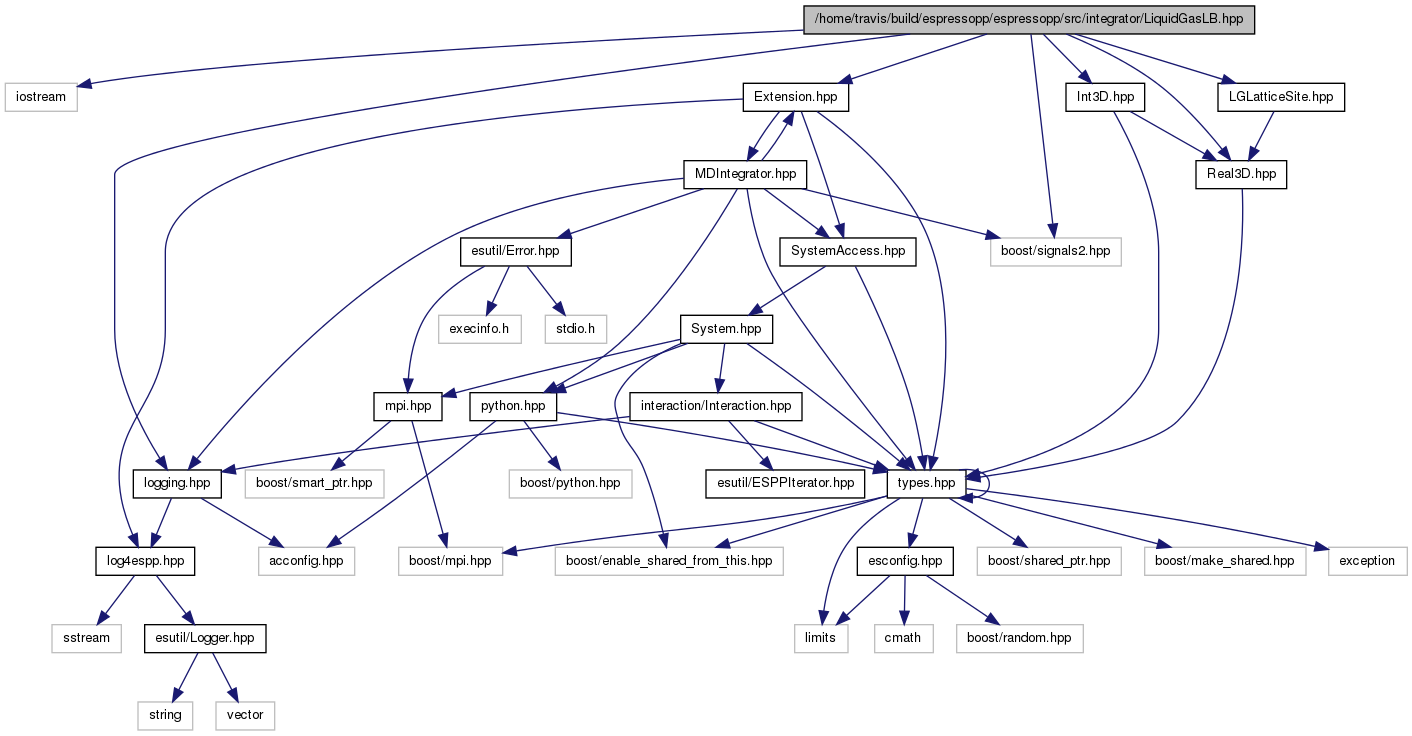 /home/travis/build/espressopp/espressopp/src/integrator/LiquidGasLB.hpp
iostream
Extension.hpp
Int3D.hpp
LGLatticeSite.hpp
MDIntegrator.hpp
Real3D.hpp
esutil/Error.hpp
SystemAccess.hpp
boost/signals2.hpp
execinfo.h
stdio.h
System.hpp
mpi.hpp
python.hpp
interaction/Interaction.hpp
logging.hpp
boost/smart_ptr.hpp
boost/python.hpp
esutil/ESPPIterator.hpp
types.hpp
log4espp.hpp
acconfig.hpp
boost/mpi.hpp
boost/enable_shared_from_this.hpp
esconfig.hpp
boost/shared_ptr.hpp
boost/make_shared.hpp
exception
sstream
esutil/Logger.hpp
limits
cmath
boost/random.hpp
string
vector